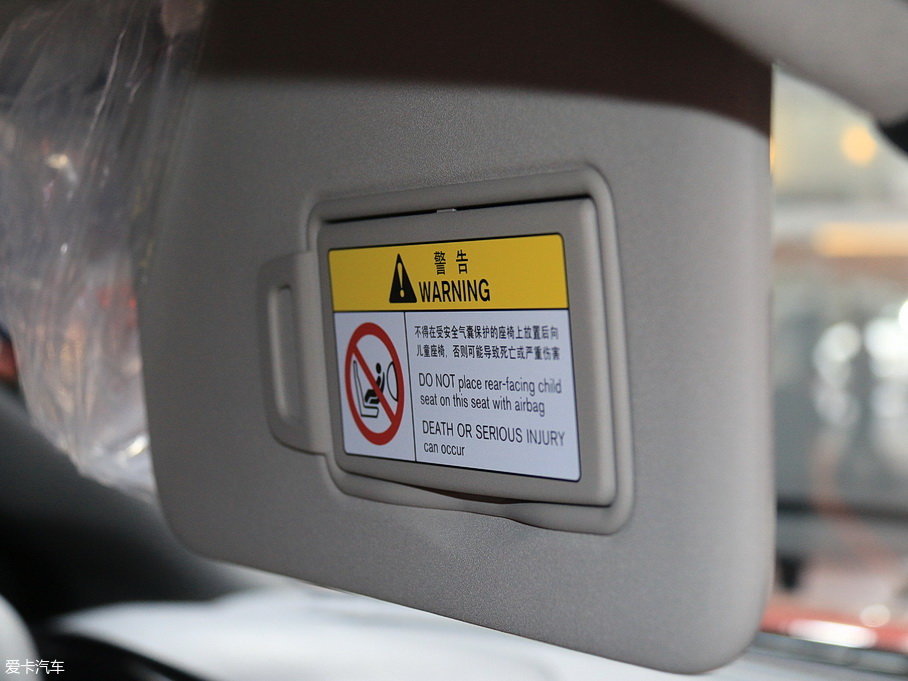 警告
WARNING
不得在受安全气囊保护的座椅上放置后向
儿童座椅，否则可能导致死亡或严重伤害
DO NOT place rear-facing child
seat on this seat with airbag
DEATH OR SERIOUS INJURY
can occur
爱卡汽车